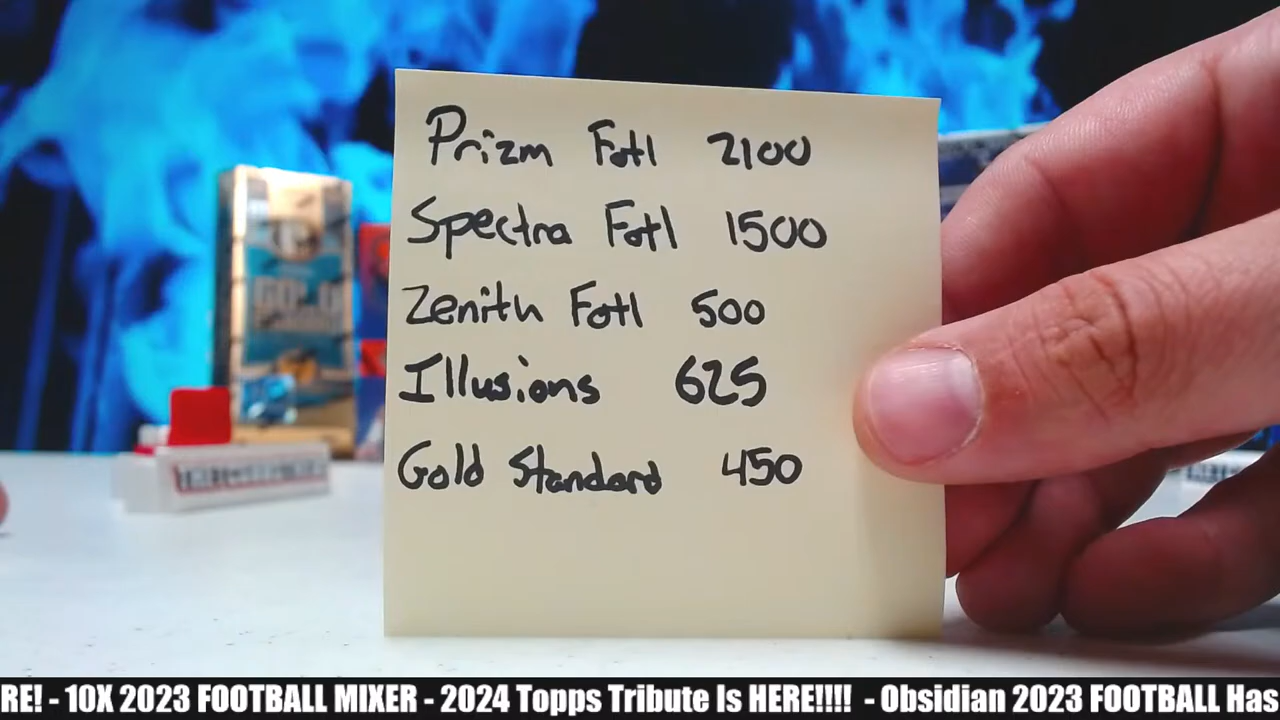 Prizm Fotl 2100
Spectra Fotl 1500
Zenith Fotl 500
Illusions 625
Gold Standard 450
RE! - 10X 2023 FOOTBALL MIXER - 2024 Topps Tribute Is HERE!!!! - Obsidian 2023 FOOTBALL Has